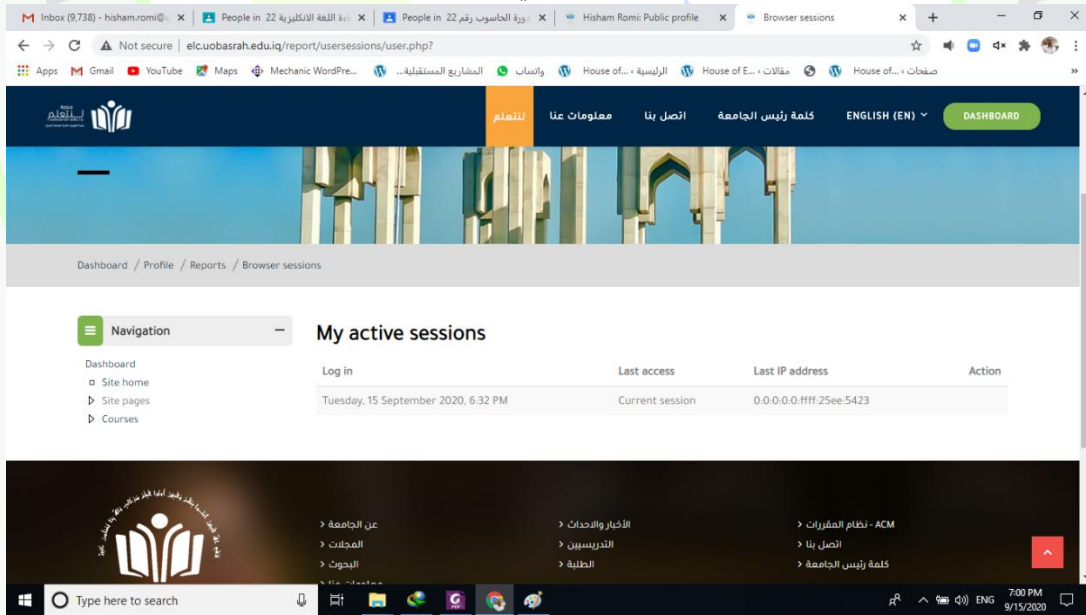 Inbox (9,738) - hisham.romi@
People in 22 ءة اللغة الانكليزية
People in 22 دورة الحاسوب رقم
Hisham Romi: Public profile
Browser sessions
Not secure | elc.uobasrah.edu.iq/report/usersessions/user.php?
Apps
Gmail
YouTube
Maps
Mechanic WordPre...
المشاريع المستقبلية...
واتساب
House of... ‹ الرئيسية
House of E... ‹ مقالات
House of... ‹ صفحات
»
لنتعلم
معلومات عنا
اتصل بنا
كلمة رئيس الجامعة
ENGLISH (EN)
DASHBOARD
Dashboard / Profile / Reports / Browser sessions
Navigation
Dashboard
Site home
Site pages
Courses
My active sessions
Log in Last access Last IP address Action
Tuesday, 15 September 2020, 6:32 PM Current session 0:0:0:0:0:ffff:25ee:5423
عن الجامعة
المجلات
البحوث
الأخبار والاحداث
التدريسيين
الطلبة
ACM - نظام المقررات
اتصل بنا
كلمة رئيس الجامعة
Type here to search
ENG
7:00 PM
9/15/2020